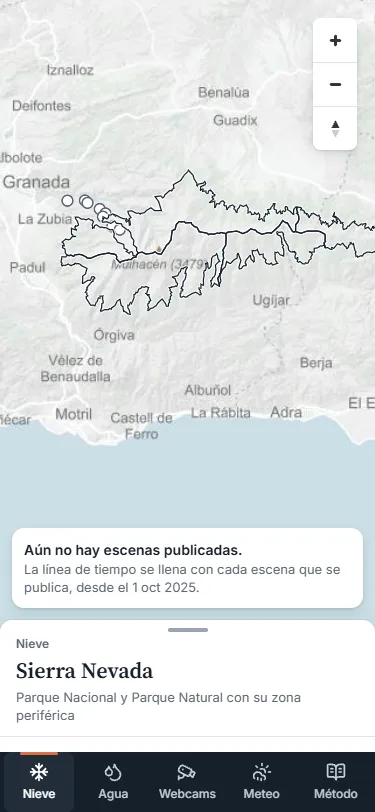 +
−
Iznalloz
Benalúa
Deifontes
Guadix
lbolote
Granada
La Zubia
Padul
Mulhacén (3479)
Ugíjar
Órgiva
Vélez de
Benaudalla
Berja
Albuñol
El E
Motril
Castell de
Ferro
La Rábita
Adra
ñécar
Aún no hay escenas publicadas.
La línea de tiempo se llena con cada escena que se
publica, desde el 1 oct 2025.
Nieve
Sierra Nevada
Parque Nacional y Parque Natural con su zona
periférica
Nieve
Agua
Webcams
Meteo
Método